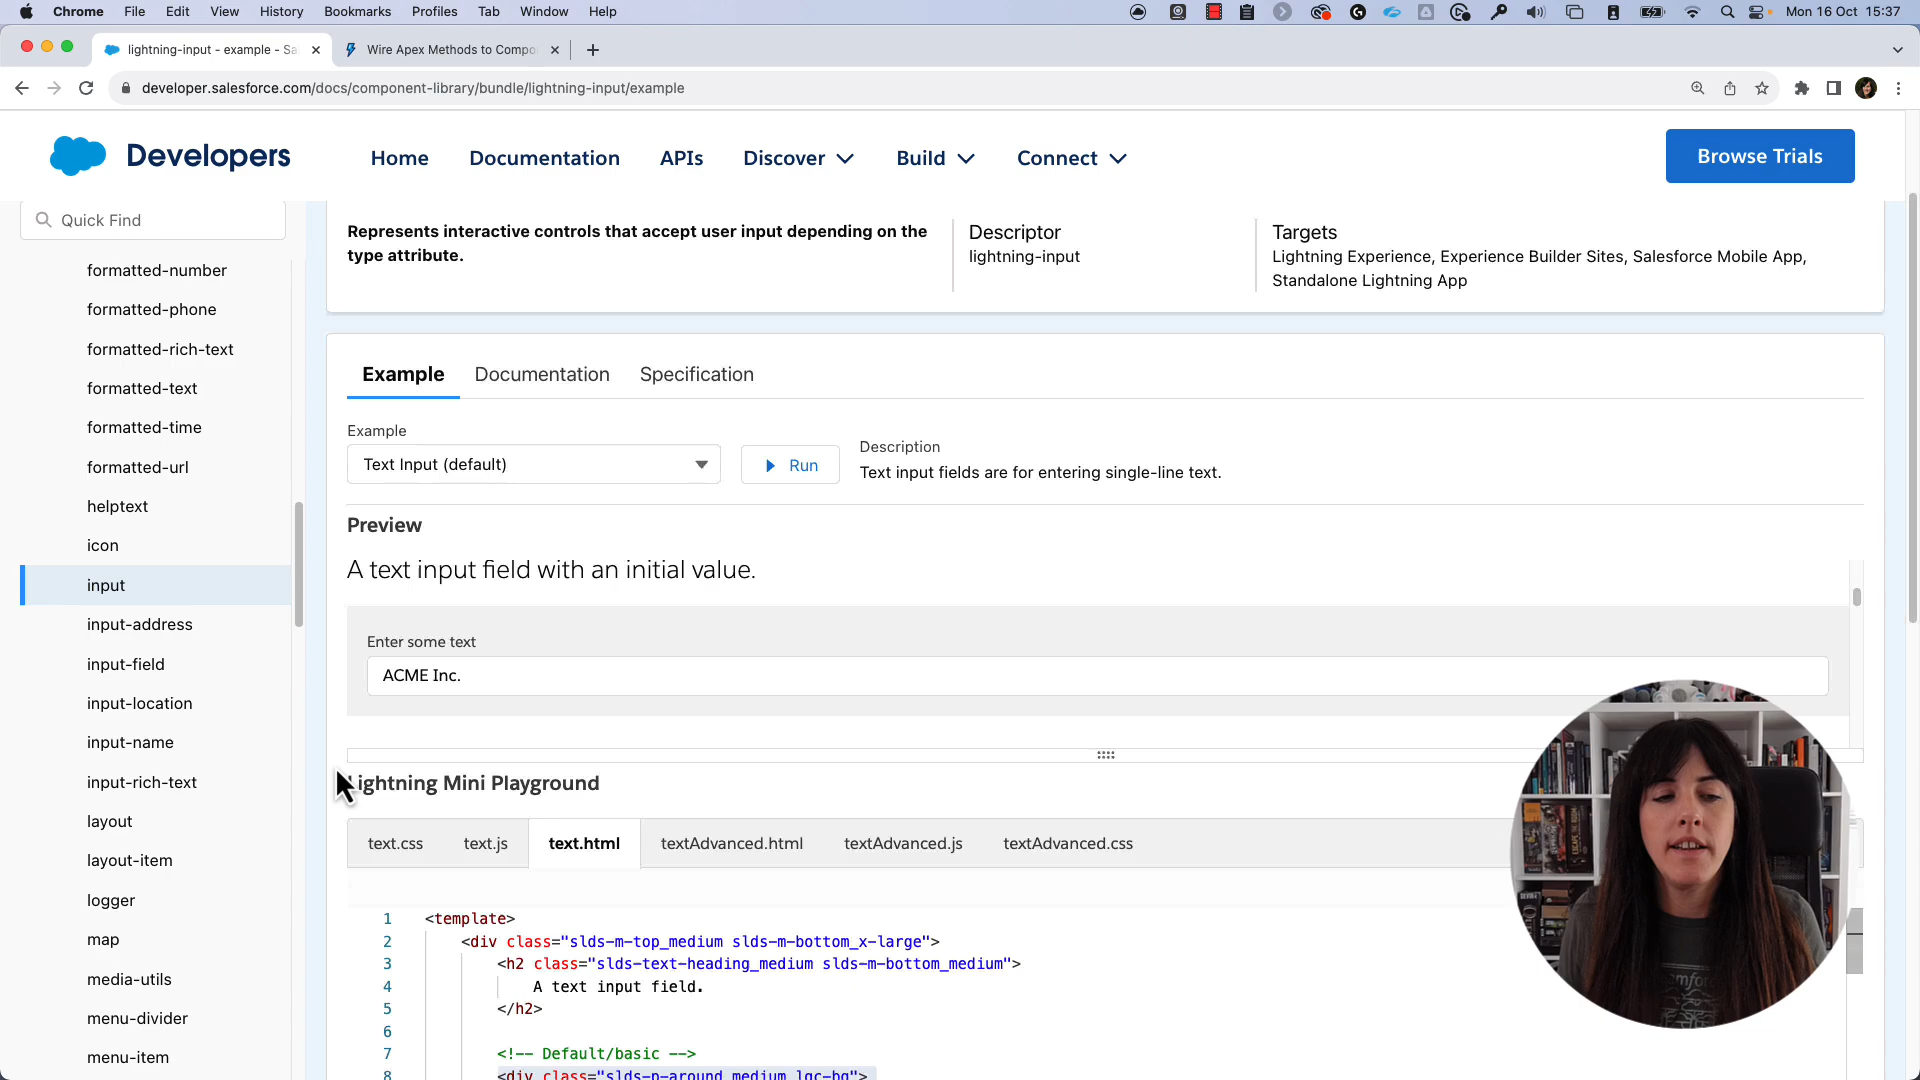 Chrome File Edit View History Bookmarks Profiles Tab Window Help Mon 16 Oct 15:37
lightning-input - example - Sa Wire Apex Methods to Compo
developer.salesforce.com/docs/component-library/bundle/lightning-input/example
Developers Home Documentation APIs Discover Build Connect Browse Trials
Quick Find
formatted-number
formatted-phone
formatted-rich-text
formatted-text
formatted-time
formatted-url
helptext
icon
input
input-address
input-field
input-location
input-name
input-rich-text
layout
layout-item
logger
map
media-utils
menu-divider
menu-item
Represents interactive controls that accept user input depending on the
type attribute.
Descriptor
lightning-input
Targets
Lightning Experience, Experience Builder Sites, Salesforce Mobile App,
Standalone Lightning App
Example Documentation Specification
Example
Text Input (default)
Run
Description
Text input fields are for entering single-line text.
Preview
A text input field with an initial value.
Enter some text
ACME Inc.
Lightning Mini Playground
text.css text.js text.html textAdvanced.html textAdvanced.js textAdvanced.css
1 <template>
2 <div class="slds-m-top_medium slds-m-bottom_x-large">
3 <h2 class="slds-text-heading_medium slds-m-bottom_medium">
4 A text input field.
5 </h2>
6
7 <!-- Default/basic -->
8 <div class="slds-p-around_medium lgc-bg">